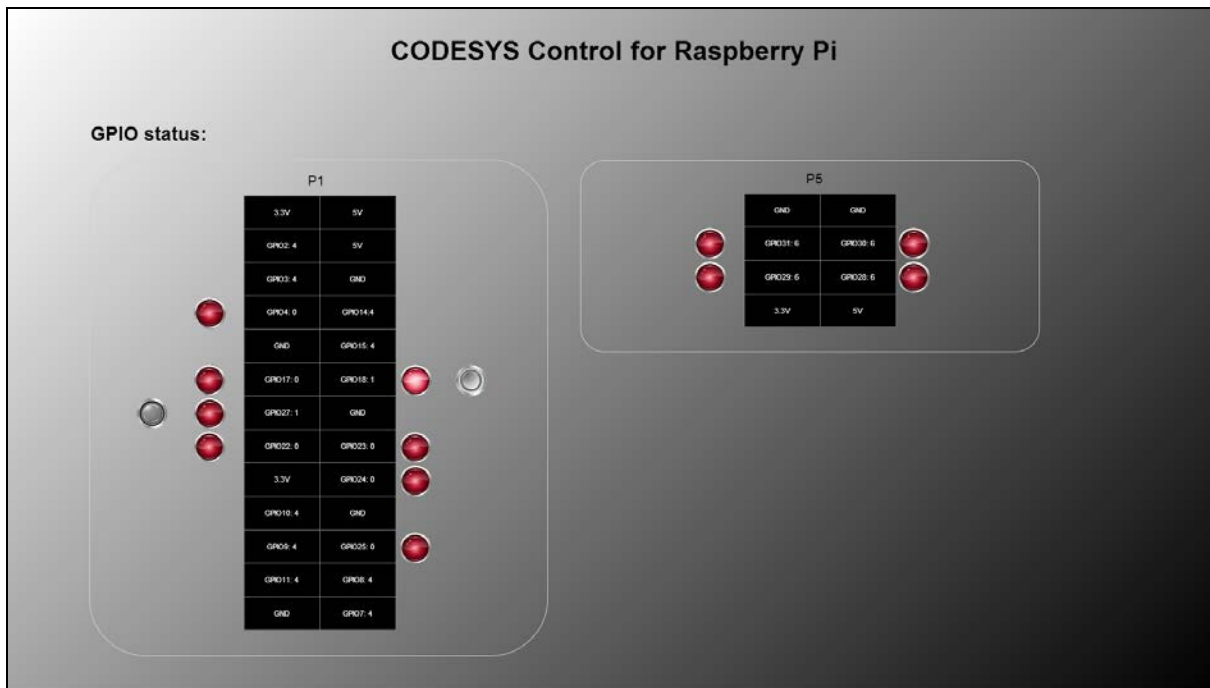 CODESYS Control for Raspberry Pi
GPIO status:
P1
3.3V 5V
GPIO2: 4 5V
GPIO3: 4 GND
GPIO4: 0 GPIO14:4
GND GPIO15: 4
GPIO17: 0 GPIO18: 1
GPIO27: 1 GND
GPIO22: 0 GPIO23: 0
3.3V GPIO24: 0
GPIO10: 4 GND
GPIO9: 4 GPIO25: 0
GPIO11: 4 GPIO8: 4
GND GPIO7: 4
P5
GND GND
GPIO31: 6 GPIO30: 6
GPIO29: 6 GPIO28: 6
3.3V 5V